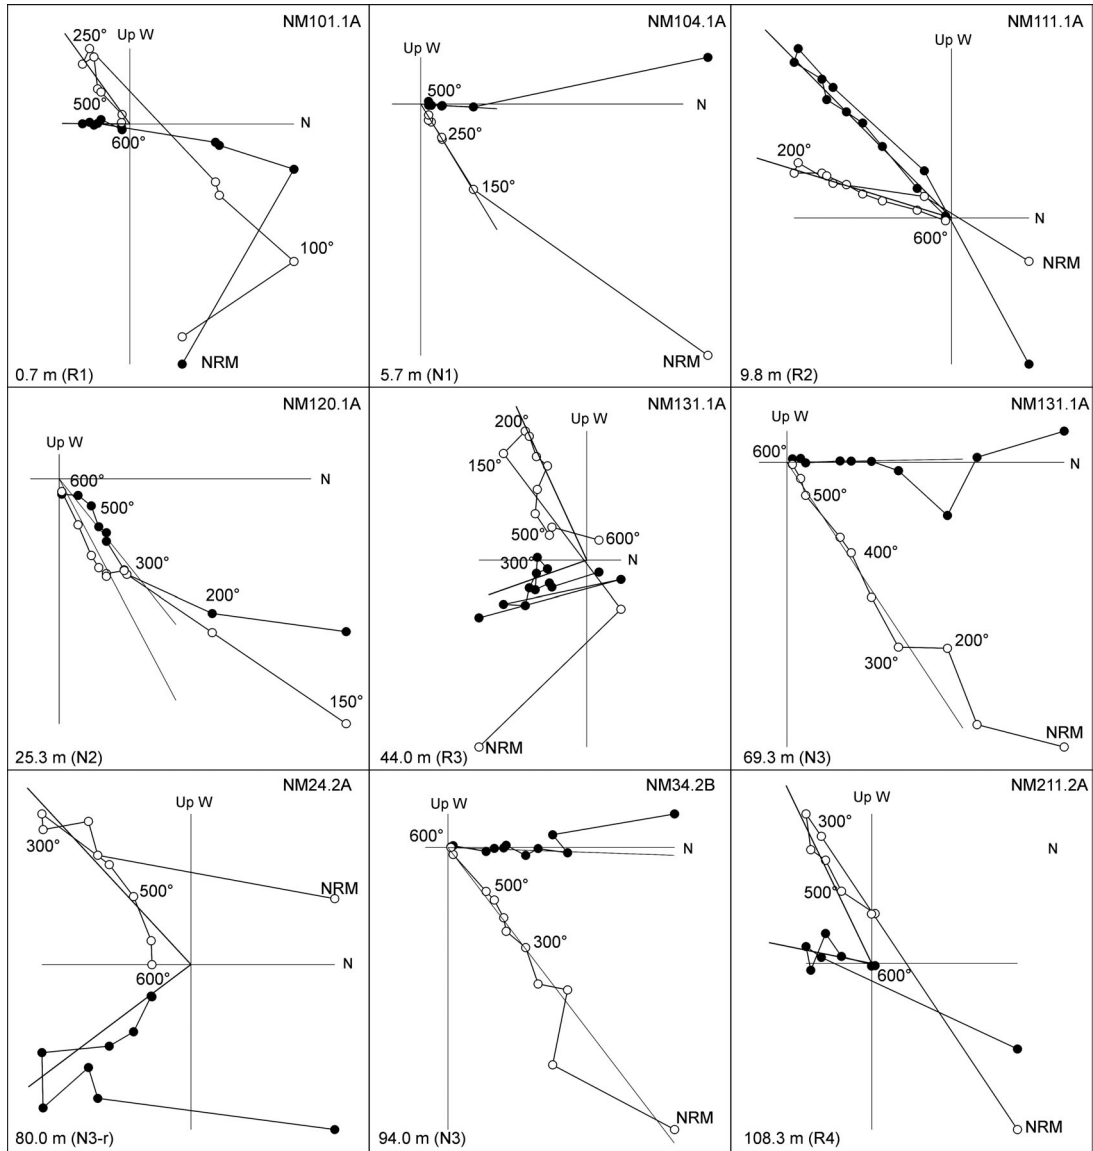 NM101.1A
250°
Up W
500°
N
600°
100°
NRM
0.7 m (R1)
NM104.1A
Up W
500°
N
250°
150°
NRM
5.7 m (N1)
NM111.1A
Up W
200°
N
600°
NRM
9.8 m (R2)
NM120.1A
Up W
600°
N
500°
300°
200°
150°
25.3 m (N2)
NM131.1A
Up W
200°
150°
500°
600°
300°
N
NRM
44.0 m (R3)
NM131.1A
Up W
600°
N
500°
400°
200°
300°
NRM
69.3 m (N3)
NM24.2A
Up W
300°
NRM
500°
N
600°
80.0 m (N3-r)
NM34.2B
Up W
600°
N
500°
300°
NRM
94.0 m (N3)
NM211.2A
Up W
300°
N
500°
600°
NRM
108.3 m (R4)